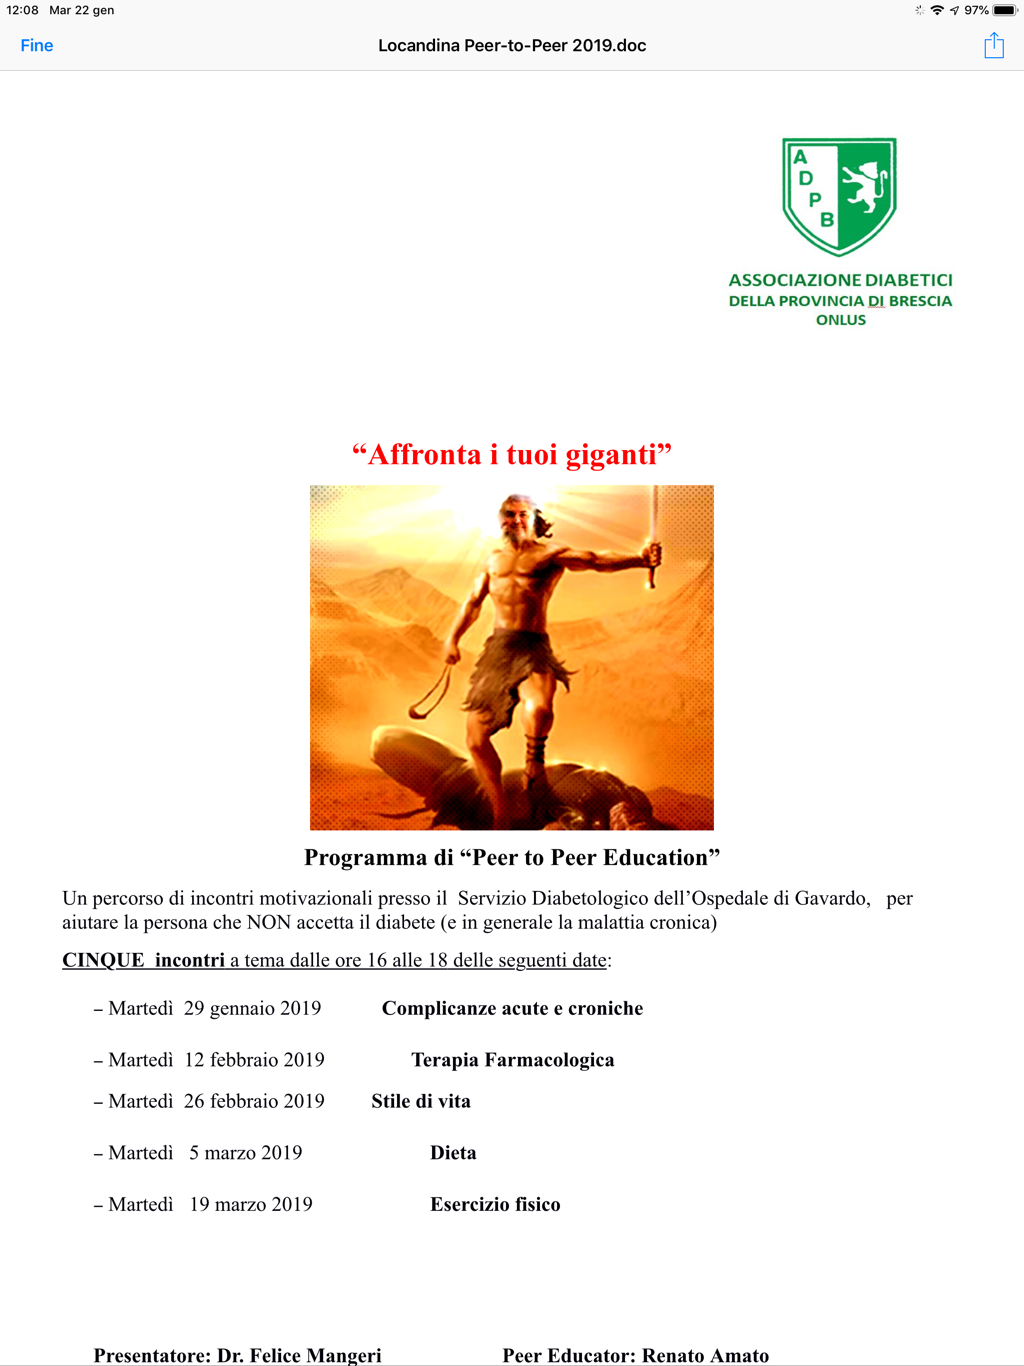 12:08 Mar 22 gen
97%
Fine
Locandina Peer-to-Peer 2019.doc
A
D
P
B
ASSOCIAZIONE DIABETICI
DELLA PROVINCIA DI BRESCIA
ONLUS
“Affronta i tuoi giganti”
Programma di “Peer to Peer Education”
Un percorso di incontri motivazionali presso il Servizio Diabetologico dell’Ospedale di Gavardo, per
aiutare la persona che NON accetta il diabete (e in generale la malattia cronica)
CINQUE incontri a tema dalle ore 16 alle 18 delle seguenti date:
– Martedì 29 gennaio 2019 Complicanze acute e croniche
– Martedì 12 febbraio 2019 Terapia Farmacologica
– Martedì 26 febbraio 2019 Stile di vita
– Martedì 5 marzo 2019 Dieta
– Martedì 19 marzo 2019 Esercizio fisico
Presentatore: Dr. Felice Mangeri Peer Educator: Renato Amato